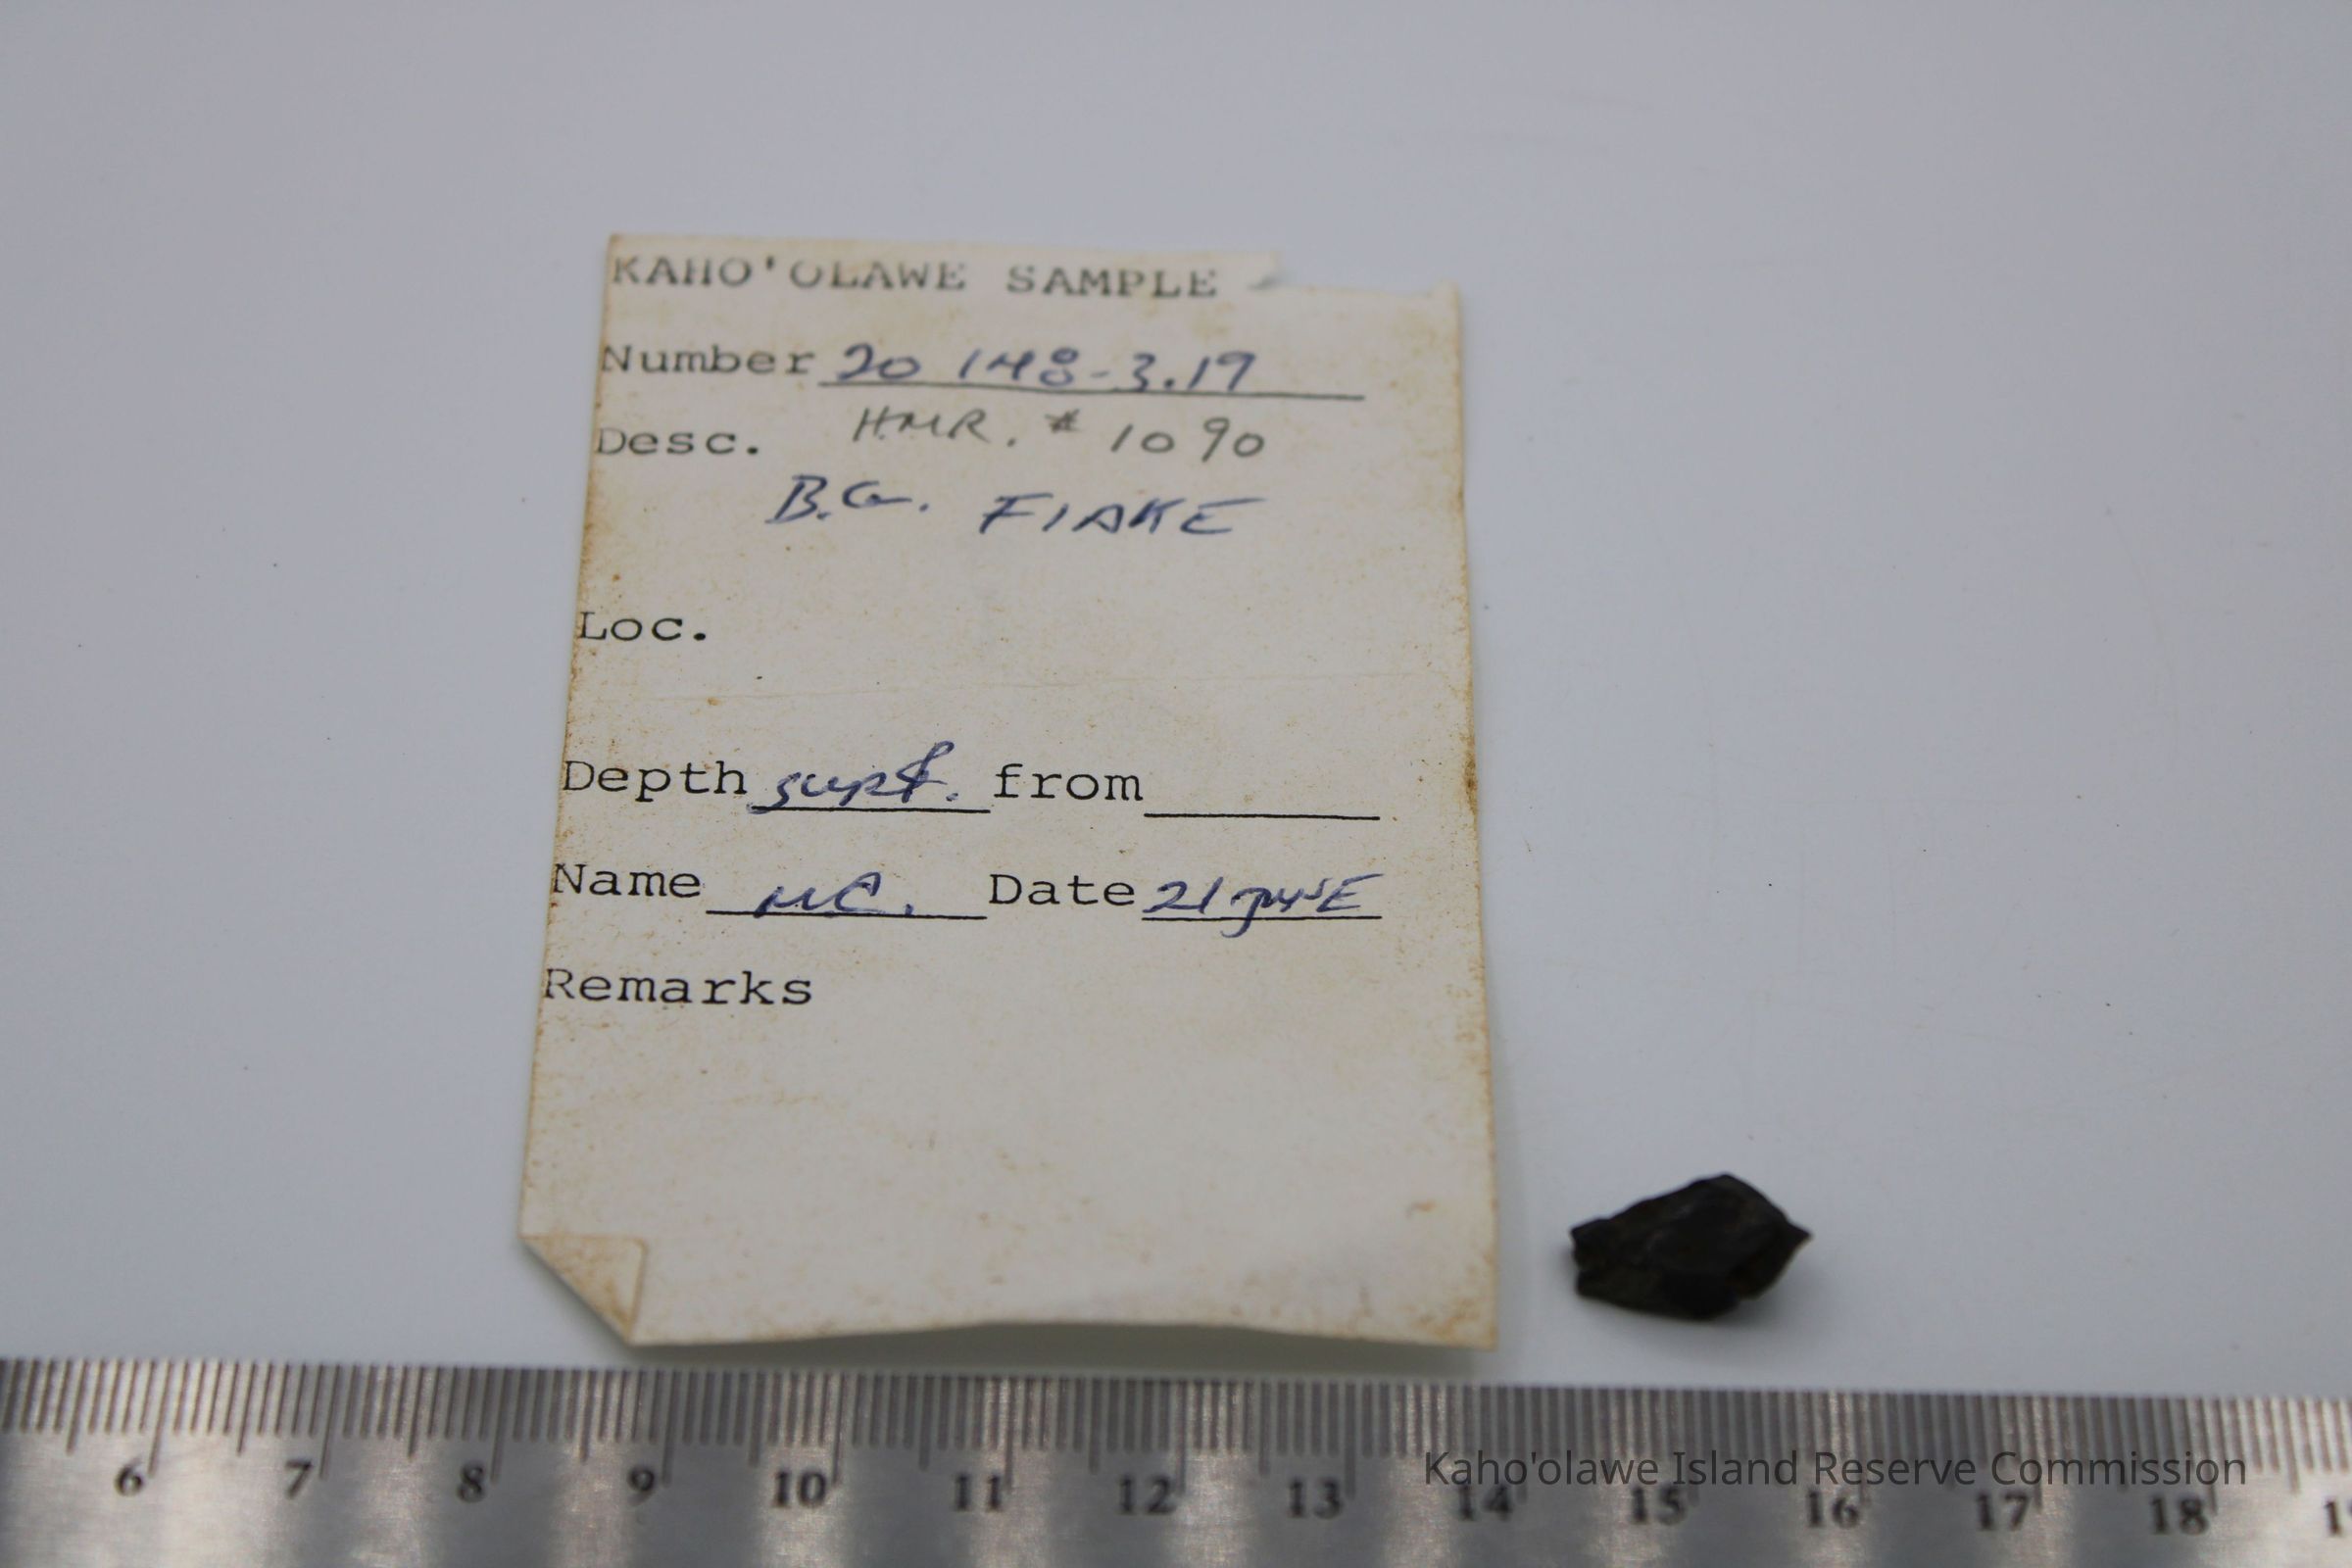 KAHO'OLAWE SAMPLE
Number 20 148-3.19
Desc. HMR. # 1090
B.G. FlAKE
Loc.
Depth surf. from
Name MC. Date 21 JUNE
Remarks
Kaho'olawe Island Reserve Commission
6 7 8 9 10 11 12 13 14 15 16 17 18